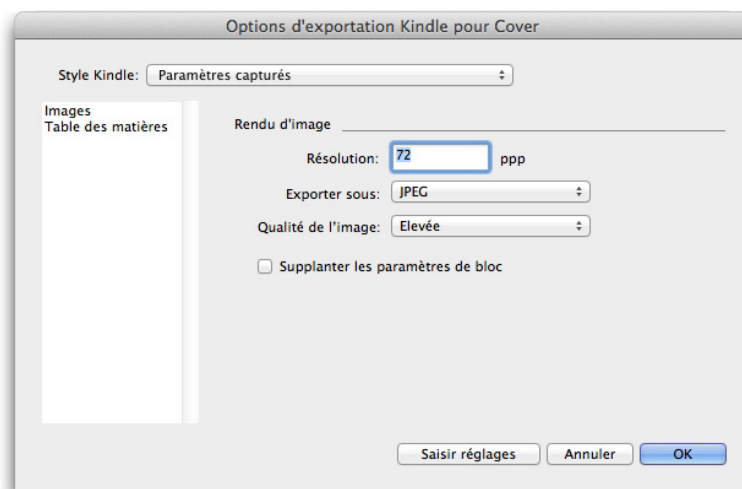 Options d'exportation Kindle pour Cover
Style Kindle: Paramètres capturés
Images
Table des matières
Rendu d'image
Résolution: 72 ppp
Exporter sous: JPEG
Qualité de l'image: Elevée
Supplanter les paramètres de bloc
Saisir réglages Annuler OK